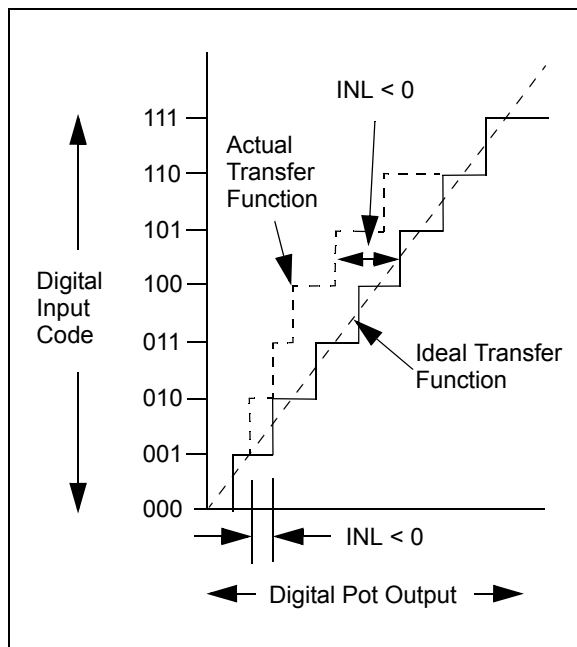 INL < 0
111
Actual
Transfer
Function
110
101
Digital
Input
Code
100
011
Ideal Transfer
Function
010
001
000
INL < 0
Digital Pot Output